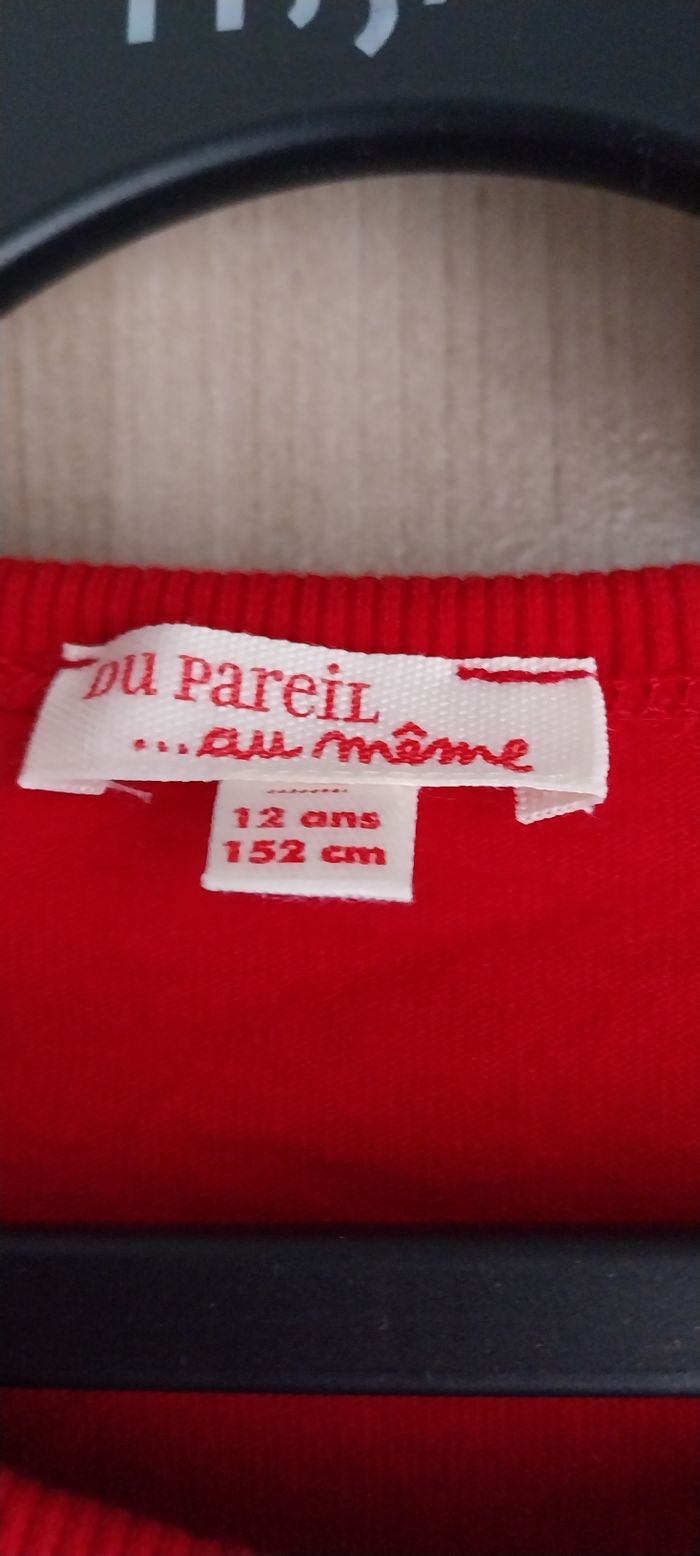 DU PAREIL
...au même
12 ans
152 cm